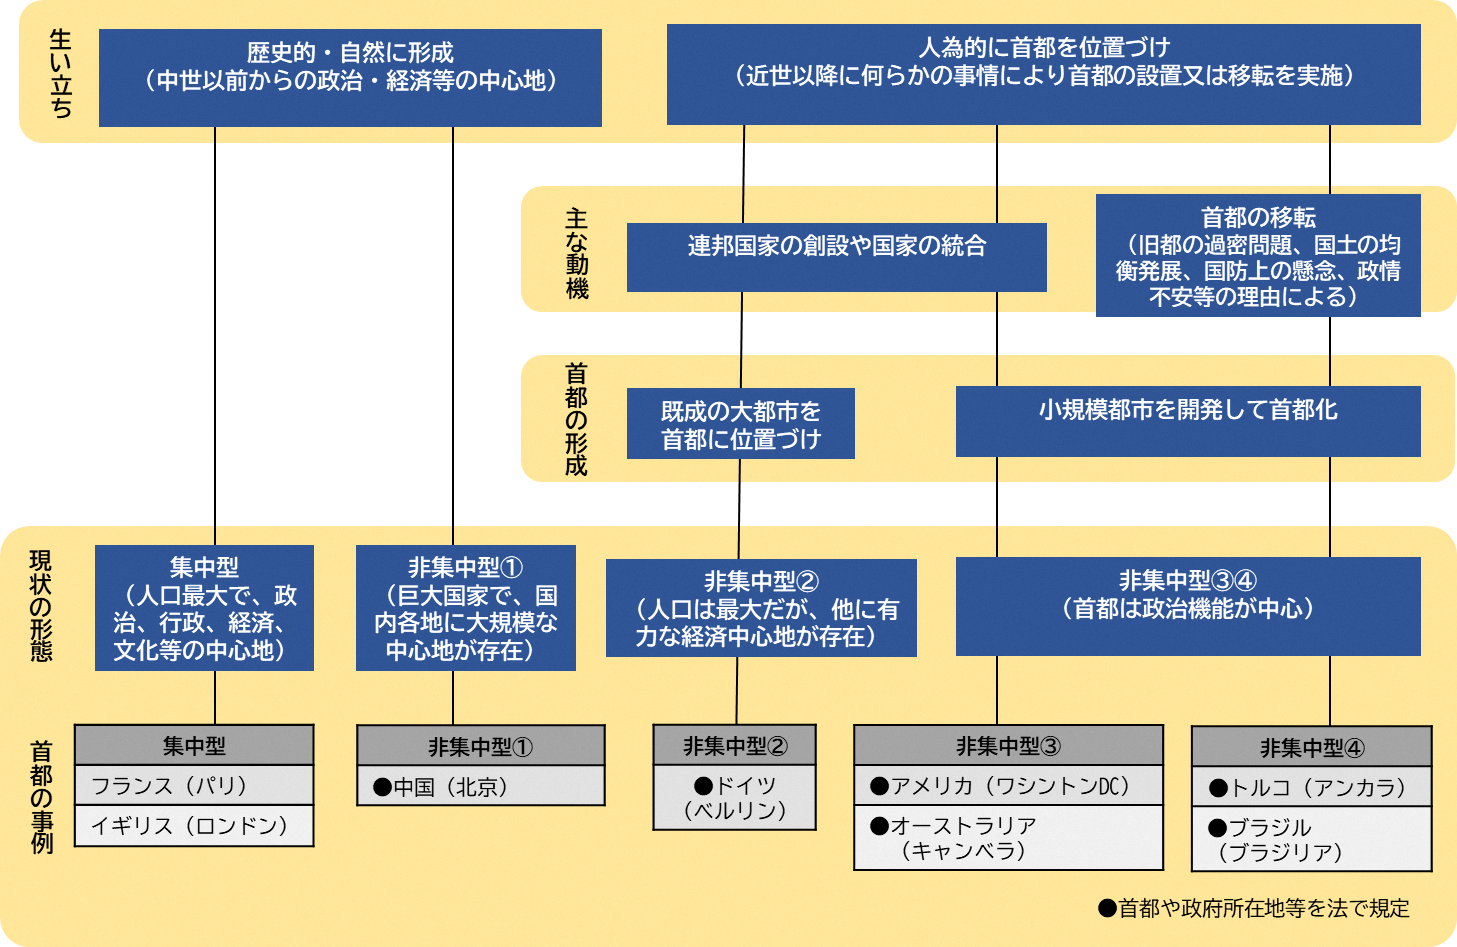 生い立ち
歴史的・自然に形成
（中世以前からの政治・経済等の中心地）
人為的に首都を位置づけ
（近世以降に何らかの事情により首都の設置又は移転を実施）
主な動機
連邦国家の創設や国家の統合
首都の移転
（旧都の過密問題、国土の均
衡発展、国防上の懸念、政情
不安等の理由による）
首都の形成
既成の大都市を
首都に位置づけ
小規模都市を開発して首都化
現状の形態
集中型
（人口最大で、政
治、行政、経済、
文化等の中心地）
非集中型①
（巨大国家で、国
内各地に大規模な
中心地が存在）
非集中型②
（人口は最大だが、他に有
力な経済中心地が存在）
非集中型③④
（首都は政治機能が中心）
首都の事例
集中型
フランス（パリ）
イギリス（ロンドン）
非集中型①
●中国（北京）
非集中型②
●ドイツ
（ベルリン）
非集中型③
●アメリカ（ワシントンDC）
●オーストラリア
（キャンベラ）
非集中型④
●トルコ（アンカラ）
●ブラジル
（ブラジリア）
●首都や政府所在地等を法で規定